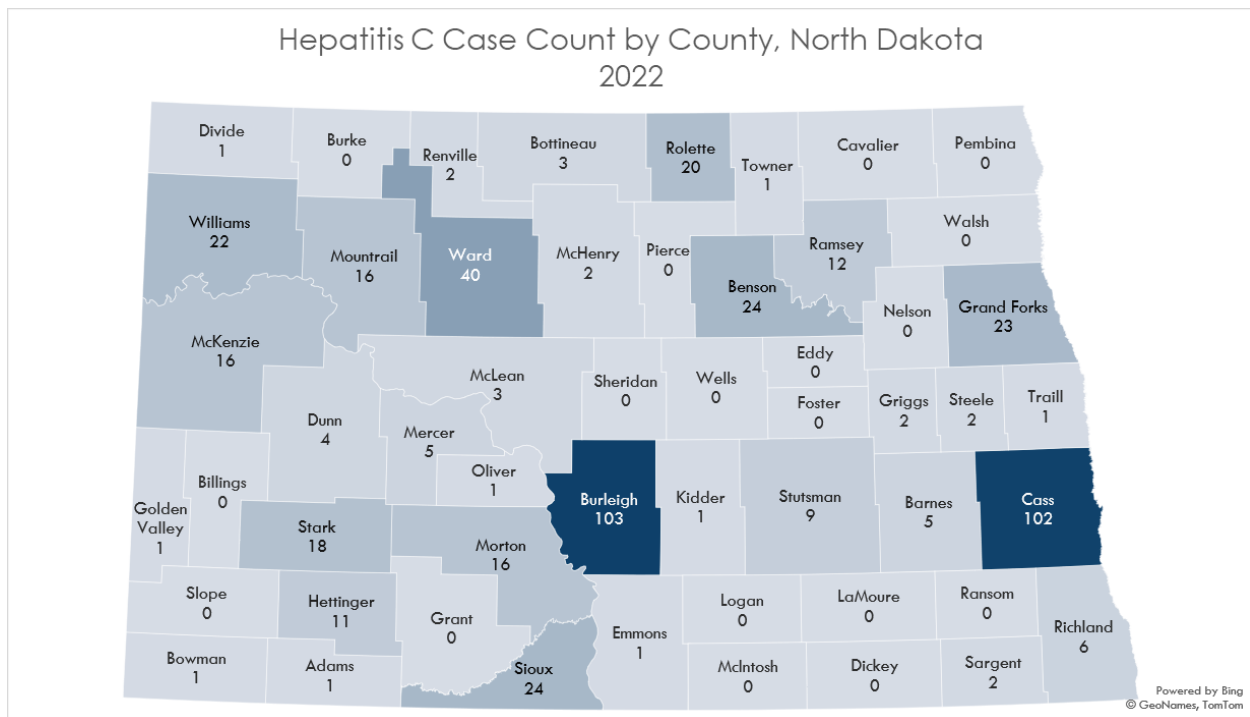 Hepatitis C Case Count by County, North Dakota
2022
Divide
1
Burke
0
Renville
2
Bottineau
3
Rolette
20
Towner
1
Cavalier
0
Pembina
0
Williams
22
Mountrail
16
Ward
40
McHenry
2
Pierce
0
Benson
24
Ramsey
12
Walsh
0
Nelson
0
Grand Forks
23
McKenzie
16
Dunn
4
McLean
3
Mercer
5
Oliver
1
Sheridan
0
Wells
0
Eddy
0
Foster
0
Griggs
2
Steele
2
Traill
1
Golden
Valley
1
Billings
0
Stark
18
Morton
16
Burleigh
103
Kidder
1
Stutsman
9
Barnes
5
Cass
102
Slope
0
Hettinger
11
Grant
0
Bowman
1
Adams
1
Sioux
24
Emmons
1
Logan
0
LaMoure
0
Ransom
0
Richland
6
McIntosh
0
Dickey
0
Sargent
2
Powered by Bing
© GeoNames, TomTom